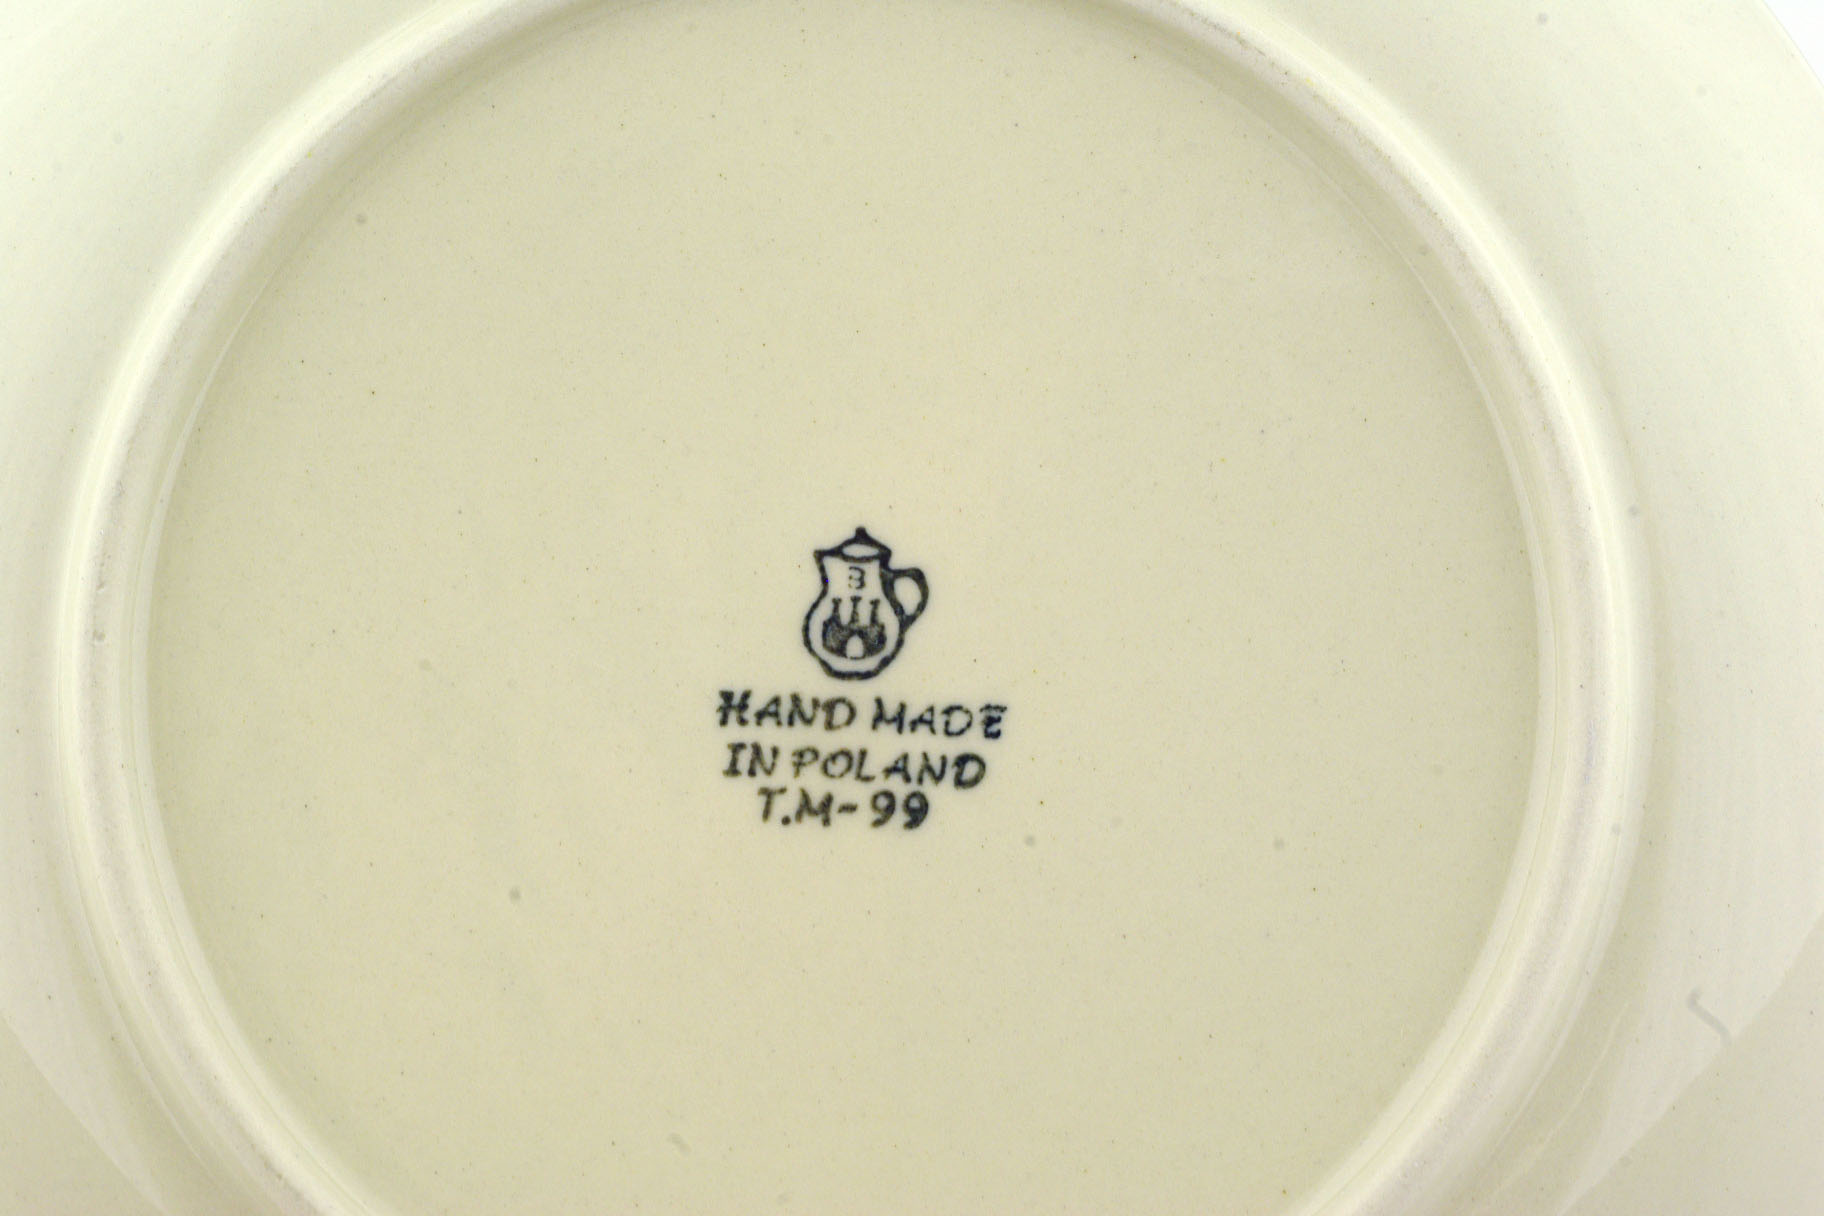 B
HAND MADE
IN POLAND
T.M-99